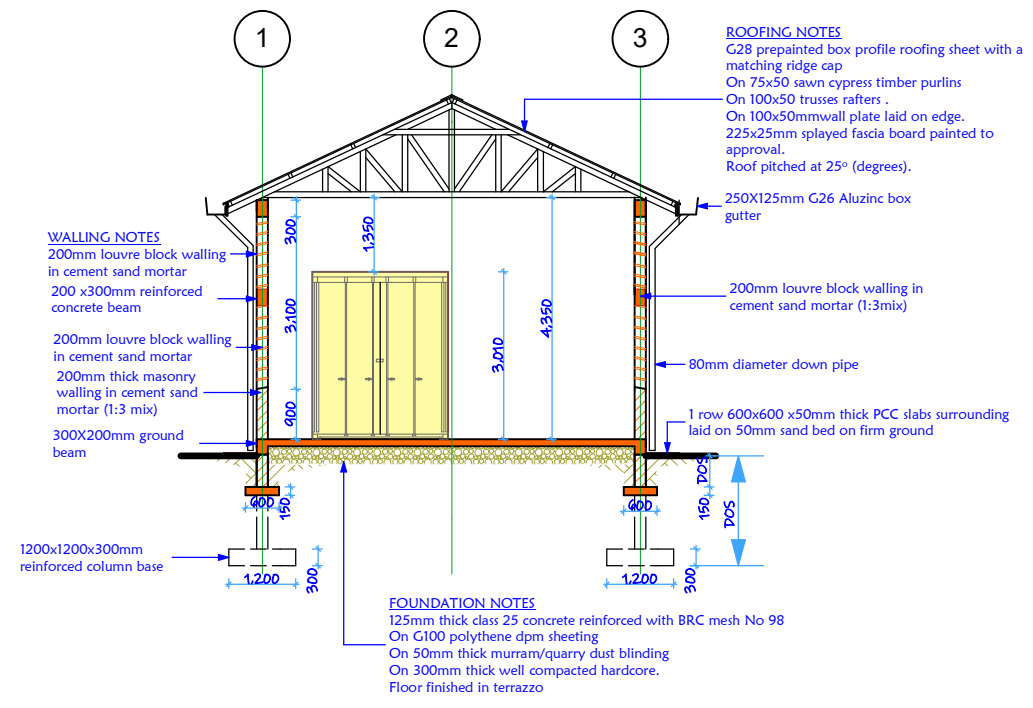 1
2
3
ROOFING NOTES
G28 prepainted box profile roofing sheet with a
matching ridge cap
On 75x50 sawn cypress timber purlins
On 100x50 trusses rafters .
On 100x50mmwall plate laid on edge.
225x25mm splayed fascia board painted to
approval.
Roof pitched at 25° (degrees).
250X125mm G26 Aluzinc box
gutter
WALLING NOTES
200mm louvre block walling
in cement sand mortar
200 x300mm reinforced
concrete beam
200mm louvre block walling
in cement sand mortar
200mm thick masonry
walling in cement sand
mortar (1:3 mix)
300X200mm ground
beam
300
3,100
900
1,350
3,010
4,350
200mm louvre block walling in
cement sand mortar (1:3mix)
80mm diameter down pipe
1 row 600x600 x50mm thick PCC slabs surrounding
laid on 50mm sand bed on firm ground
600
150
600
150
DOS
DOS
1200x1200x300mm
reinforced column base
1,200
300
1,200
300
FOUNDATION NOTES
125mm thick class 25 concrete reinforced with BRC mesh No 98
On G100 polythene dpm sheeting
On 50mm thick murram/quarry dust blinding
On 300mm thick well compacted hardcore.
Floor finished in terrazzo